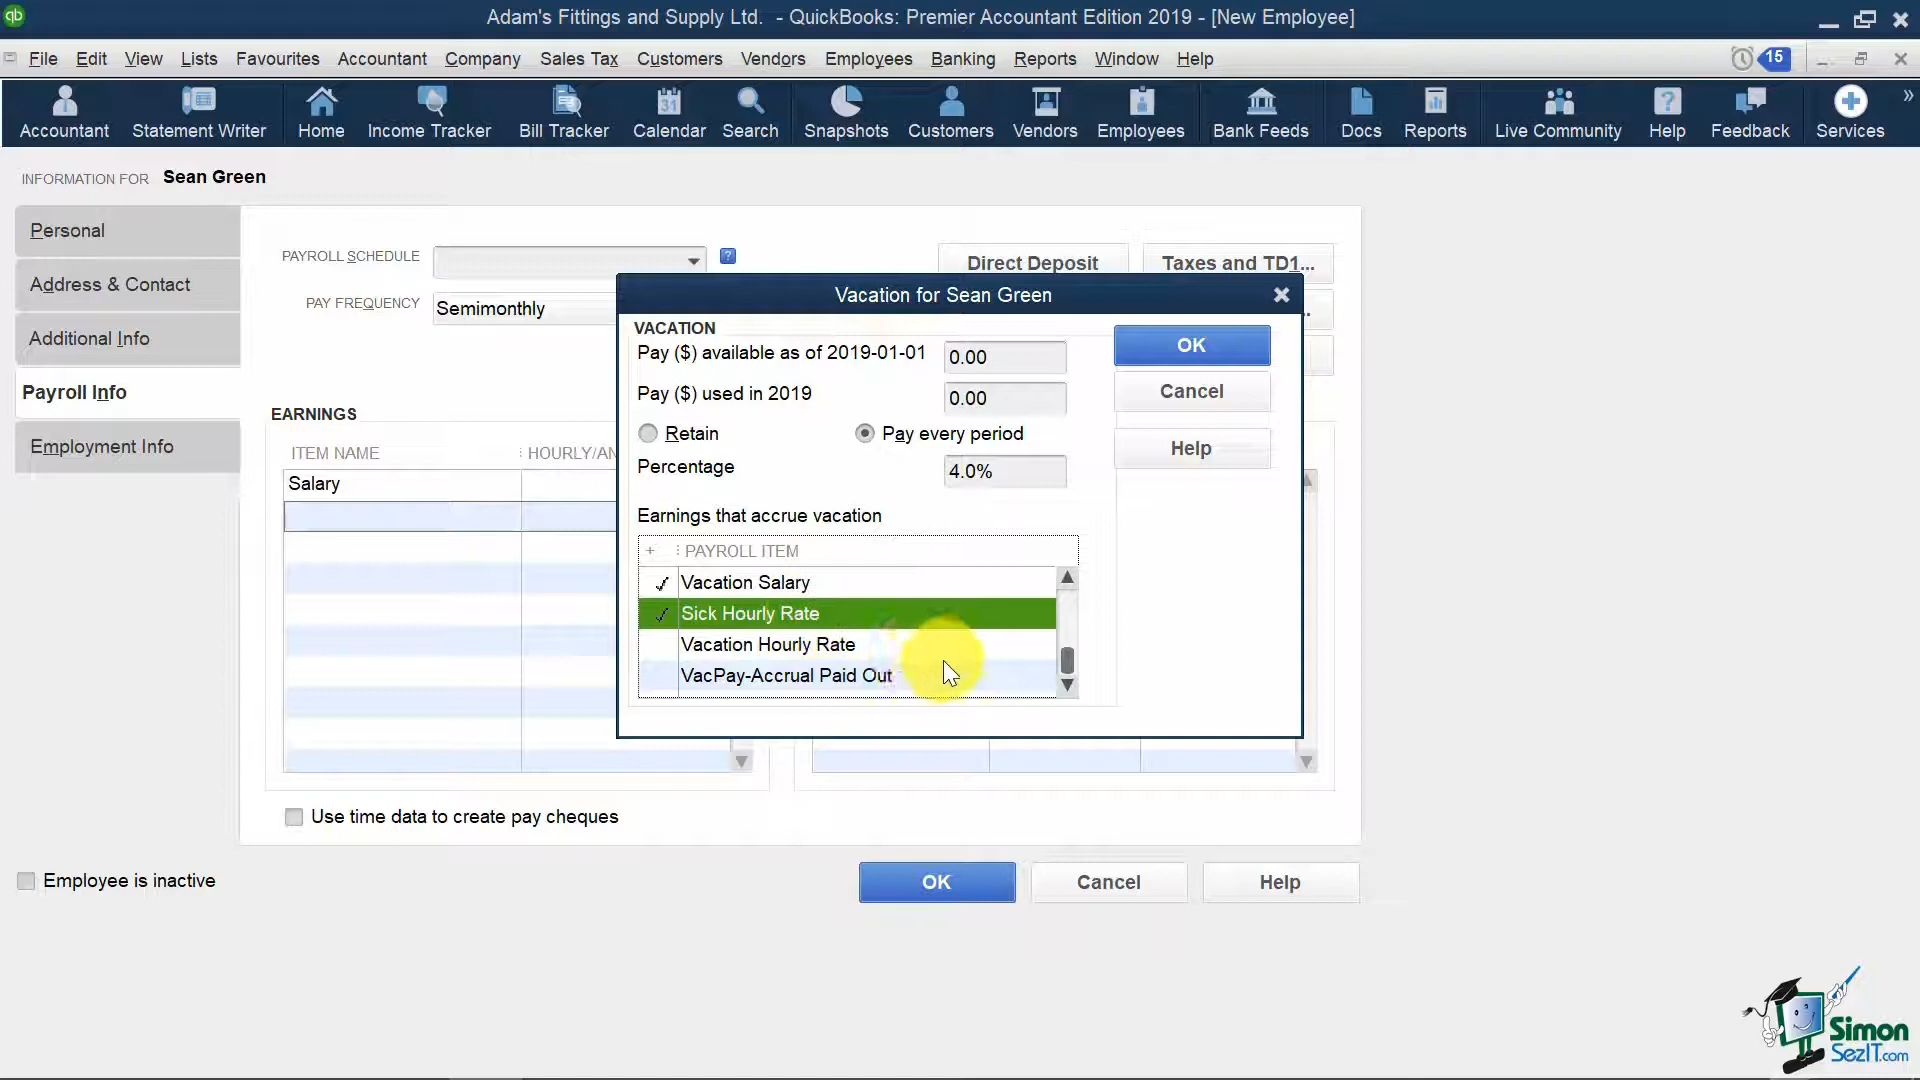 qb
Adam's Fittings and Supply Ltd. - QuickBooks: Premier Accountant Edition 2019 - [New Employee]
File Edit View Lists Favourites Accountant Company Sales Tax Customers Vendors Employees Banking Reports Window Help 15
31
Accountant Statement Writer Home Income Tracker Bill Tracker Calendar Search Snapshots Customers Vendors Employees Bank Feeds Docs Reports Live Community Help Feedback Services
INFORMATION FOR Sean Green
Personal
Address & Contact
Additional Info
Payroll Info
Employment Info
PAYROLL SCHEDULE
Direct Deposit Taxes and TD1...
PAY FREQUENCY Semimonthly
EARNINGS
ITEM NAME HOURLY/AN
Salary
Vacation for Sean Green
VACATION
Pay ($) available as of 2019-01-01 0.00
Pay ($) used in 2019 0.00
Retain Pay every period
Percentage 4.0%
Earnings that accrue vacation
PAYROLL ITEM
Vacation Salary
Sick Hourly Rate
Vacation Hourly Rate
VacPay-Accrual Paid Out
OK
Cancel
Help
Use time data to create pay cheques
Employee is inactive
OK Cancel Help
Simon
SezIT.com